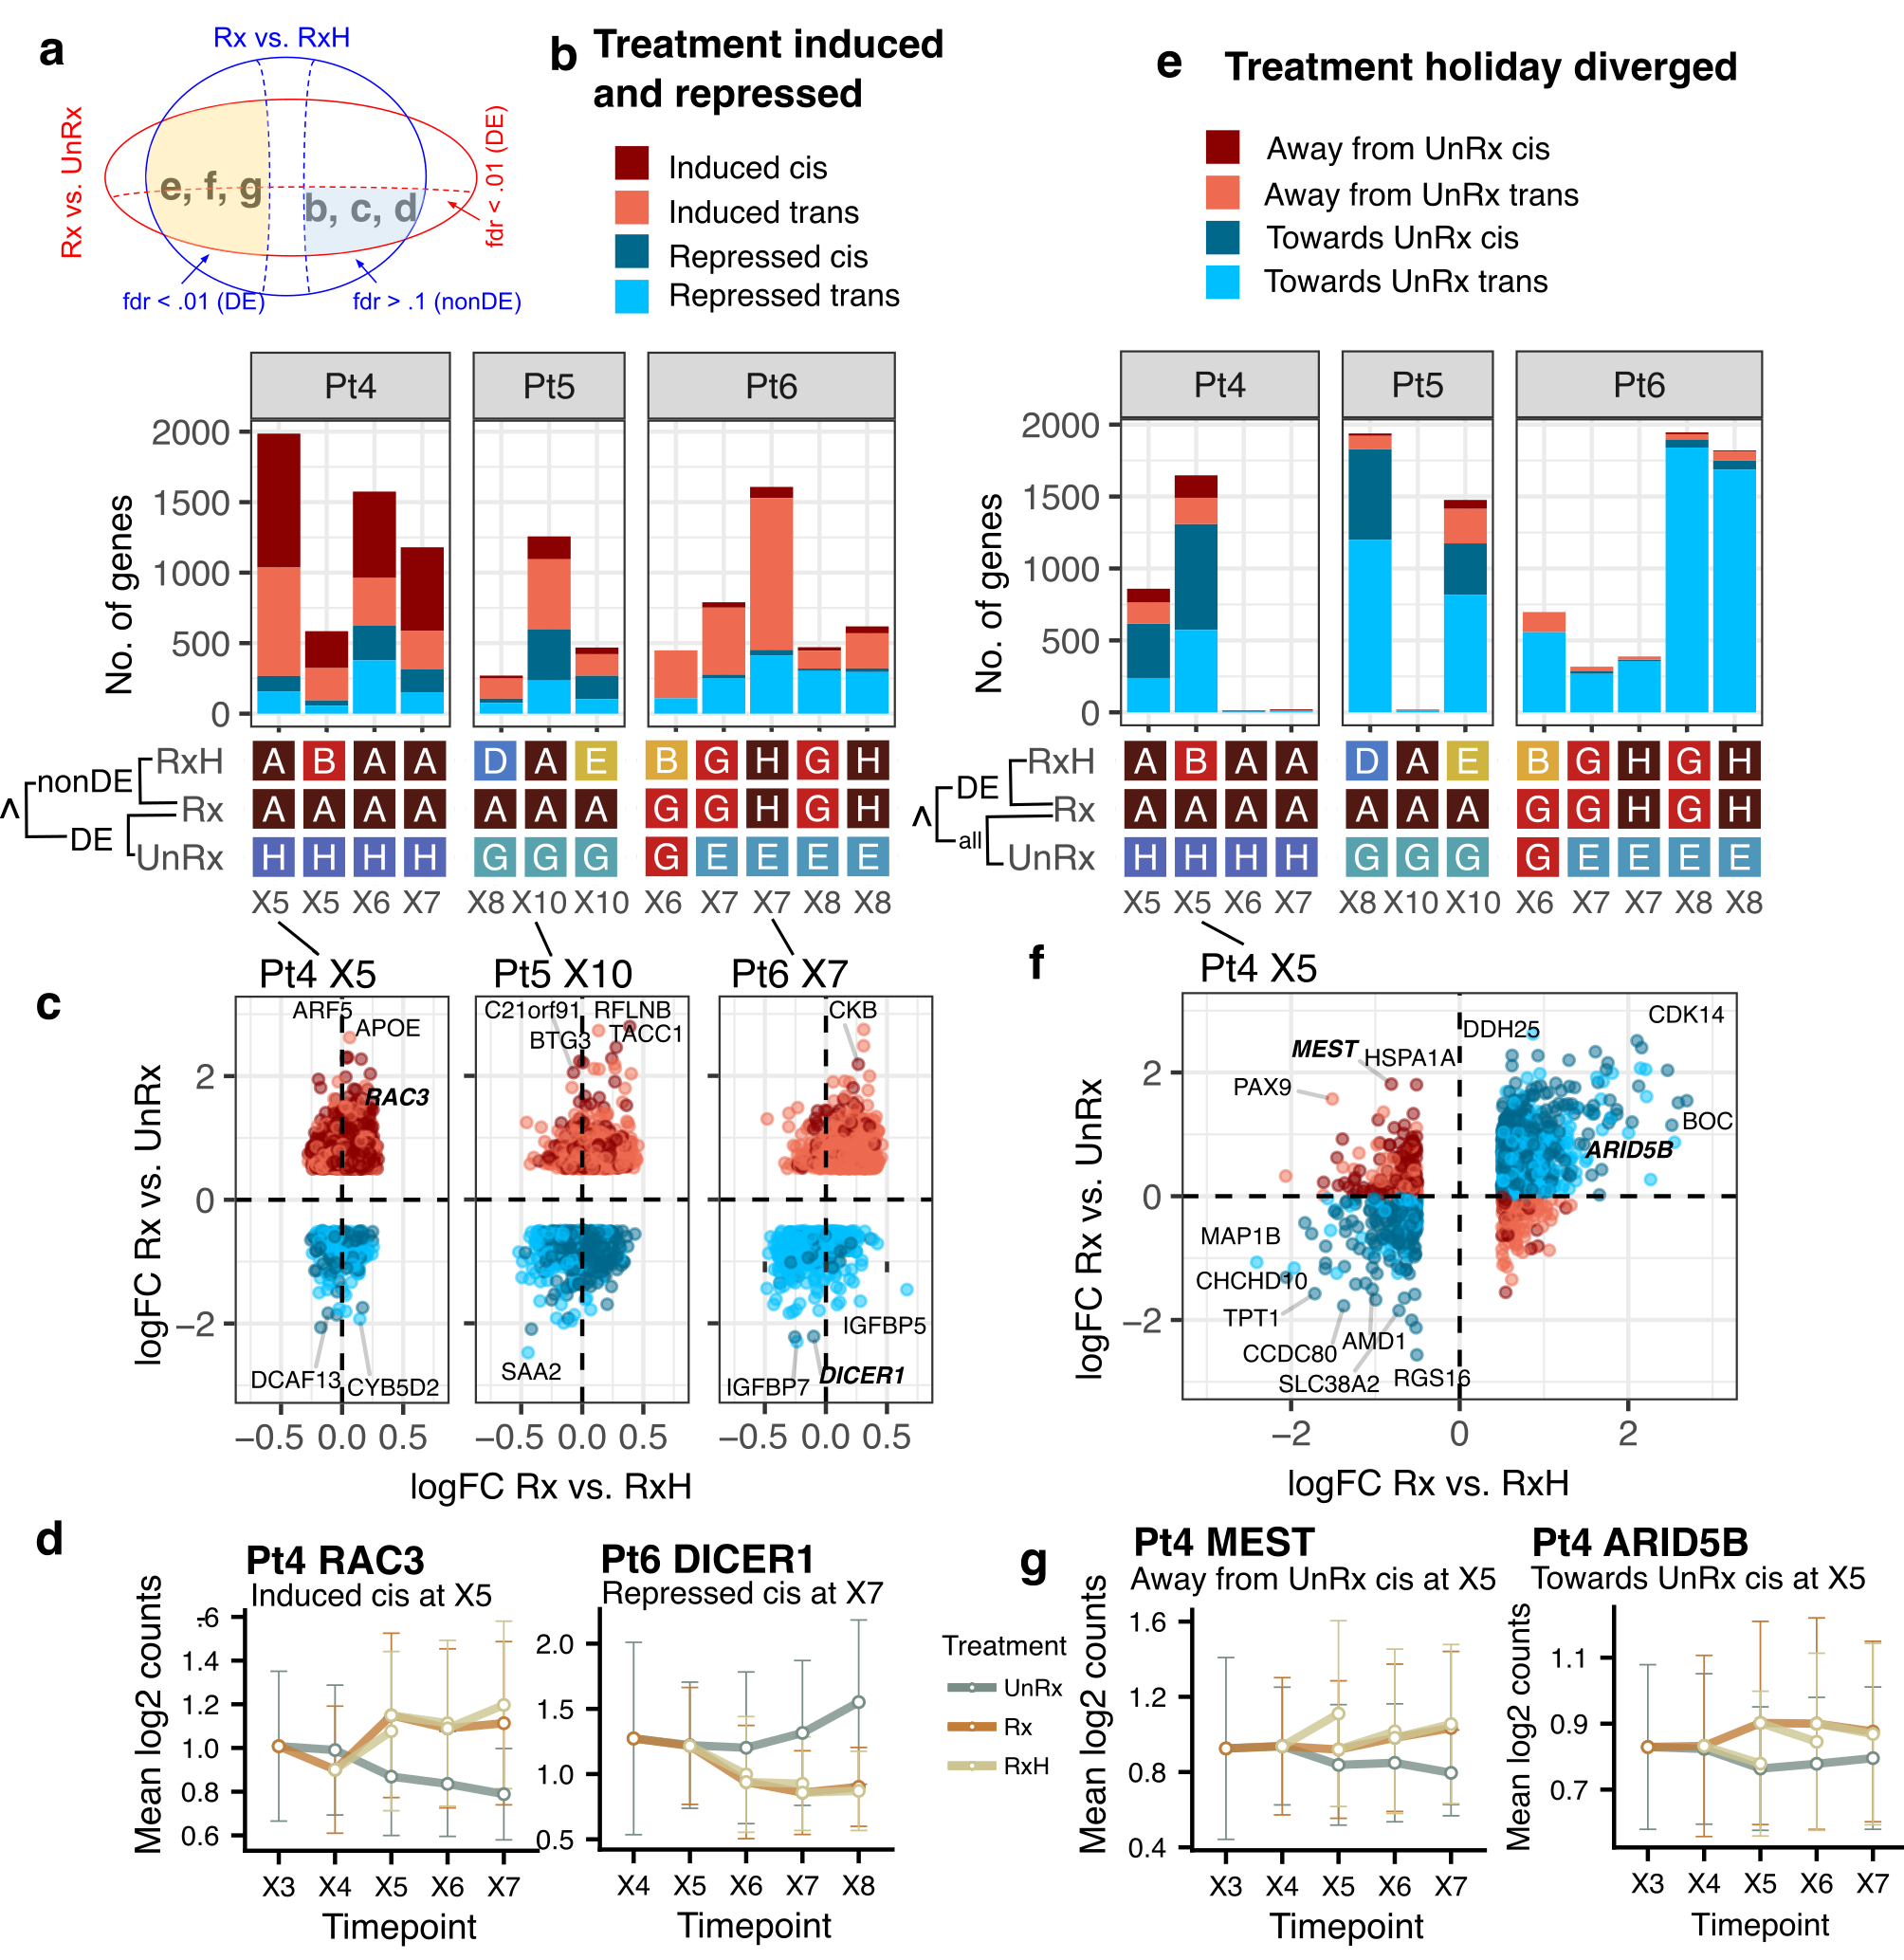 a
Rx vs. RxH
Rx vs. UnRx
e, f, g
b, c, d
fdr < .01 (DE)
fdr < .01 (DE)
fdr > .1 (nonDE)
b
Treatment induced
and repressed
Induced cis
Induced trans
Repressed cis
Repressed trans
Pt4
Pt5
Pt6
No. of genes
2000
1500
1000
500
0
RxH A B A A D A E B G H G H
nonDE
Rx A A A A A A A G G H G H
DE
UnRx H H H H G G G G E E E E
^
X5 X5 X6 X7 X8 X10 X10 X6 X7 X7 X8 X8
e
Treatment holiday diverged
Away from UnRx cis
Away from UnRx trans
Towards UnRx cis
Towards UnRx trans
Pt4
Pt5
Pt6
No. of genes
2000
1500
1000
500
0
RxH A B A A D A E B G H G H
DE
Rx A A A A A A A G G H G H
all
UnRx H H H H G G G G E E E E
^
X5 X5 X6 X7 X8 X10 X10 X6 X7 X7 X8 X8
c
Pt4 X5
Pt5 X10
Pt6 X7
logFC Rx vs. UnRx
2
0
−2
ARF5
APOE
RAC3
DCAF13
CYB5D2
C21orf91
RFLNB
BTG3
TACC1
SAA2
CKB
IGFBP5
DICER1
IGFBP7
−0.5 0.0 0.5
−0.5 0.0 0.5
−0.5 0.0 0.5
logFC Rx vs. RxH
f
Pt4 X5
logFC Rx vs. UnRx
2
0
−2
DDH25
CDK14
MEST
HSPA1A
PAX9
BOC
ARID5B
MAP1B
CHCHD10
TPT1
CCDC80
AMD1
SLC38A2
RGS16
−2 0 2
logFC Rx vs. RxH
d
Pt4 RAC3
Induced cis at X5
Mean log2 counts
1.4
1.2
1.0
0.8
0.6
X3 X4 X5 X6 X7
Timepoint
Pt6 DICER1
Repressed cis at X7
2.0
1.5
1.0
0.5
X4 X5 X6 X7 X8
Timepoint
Treatment
UnRx
Rx
RxH
g
Pt4 MEST
Away from UnRx cis at X5
Mean log2 counts
1.6
1.2
0.8
0.4
X3 X4 X5 X6 X7
Timepoint
Pt4 ARID5B
Towards UnRx cis at X5
Mean log2 counts
1.1
0.9
0.7
X3 X4 X5 X6 X7
Timepoint